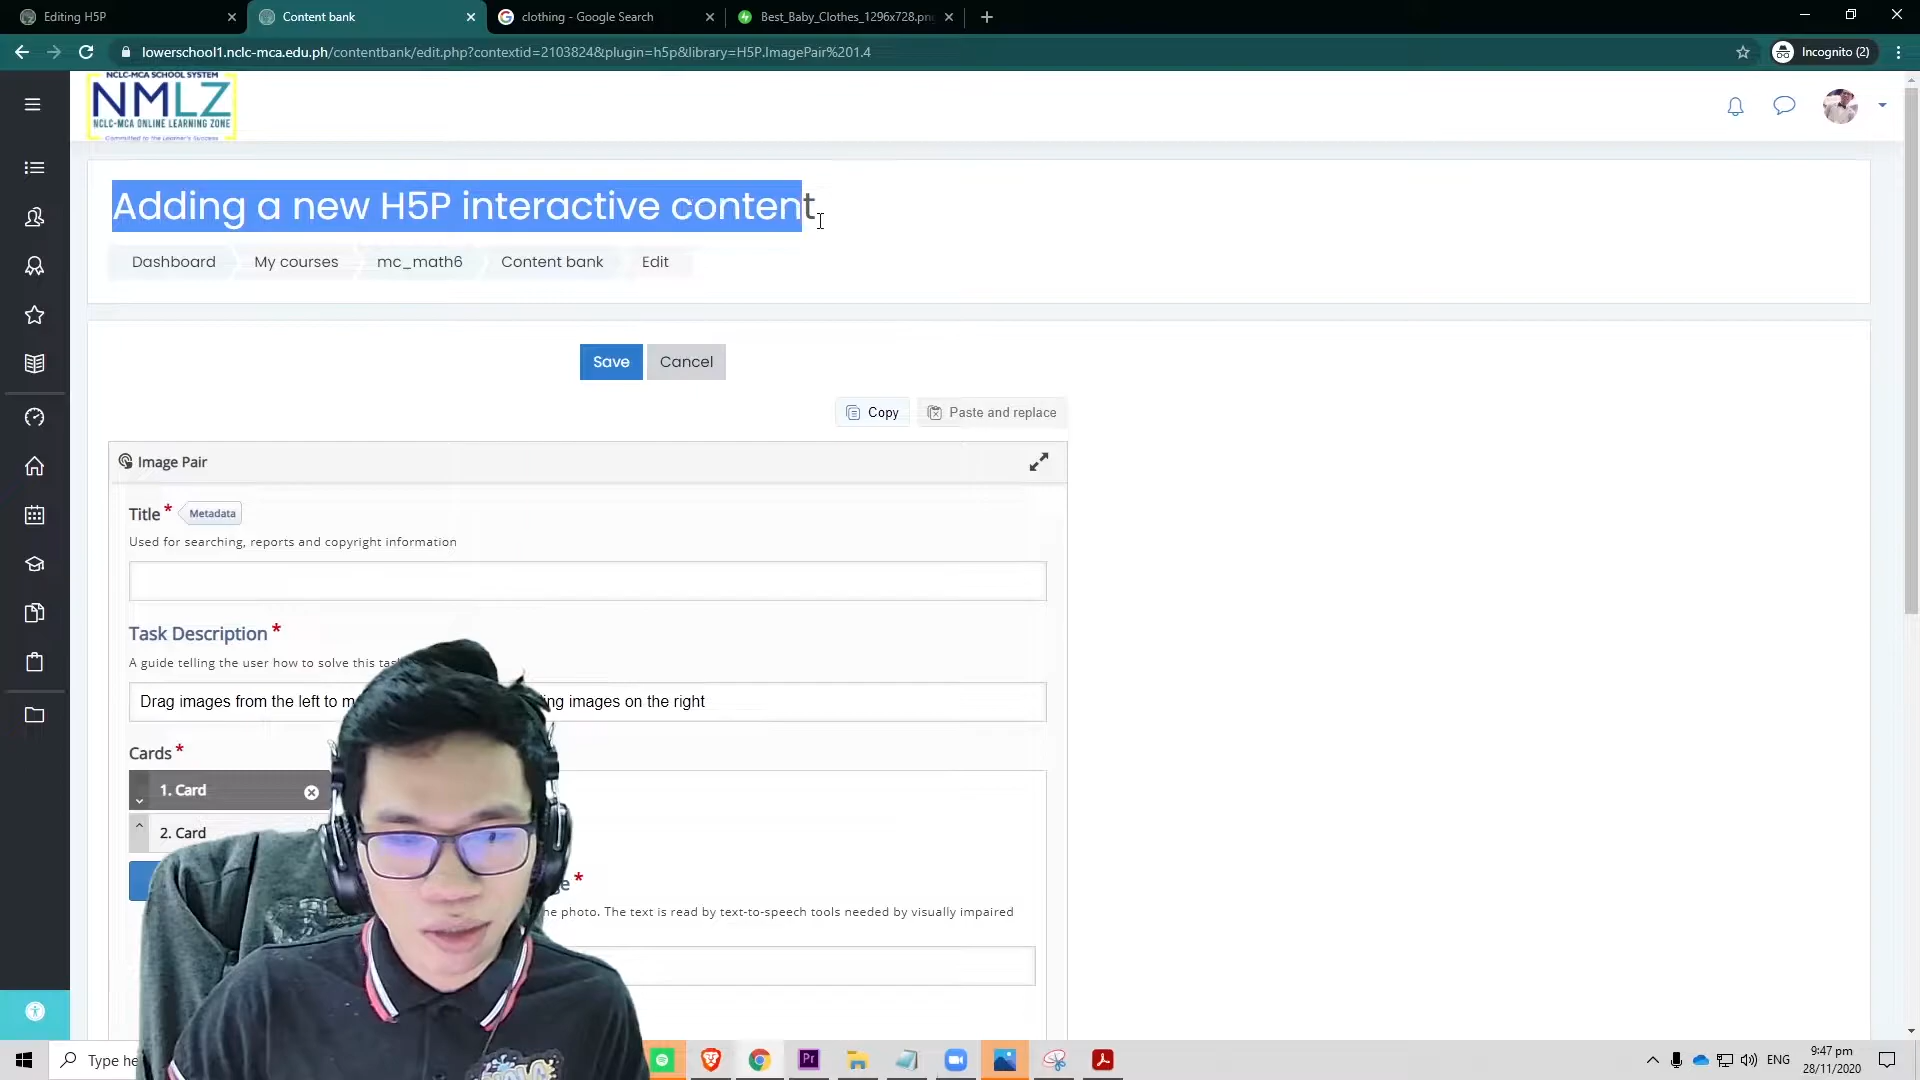 Editing H5P
Content bank
clothing - Google Search
Best_Baby_Clothes_1296x728.pn
lowerschool1.nclc-mca.edu.ph/contentbank/edit.php?contextid=2103824&plugin=h5p&library=H5P.ImagePair%201.4
Incognito (2)
NCLC-MCA SCHOOL SYSTEM
NMLZ
NCLC-MCA ONLINE LEARNING ZONE
Committed to the Learner's Success
Adding a new H5P interactive content
Dashboard
My courses
mc_math6
Content bank
Edit
Save
Cancel
Copy
Paste and replace
Image Pair
Title *
Metadata
Used for searching, reports and copyright information
Task Description *
A guide telling the user how to solve this
Drag images from the left to
images on the right
Cards *
1. Card
2. Card
*
photo. The text is read by text-to-speech tools needed by visually impaired
Type
Pr
ENG
9:47 pm
28/11/2020